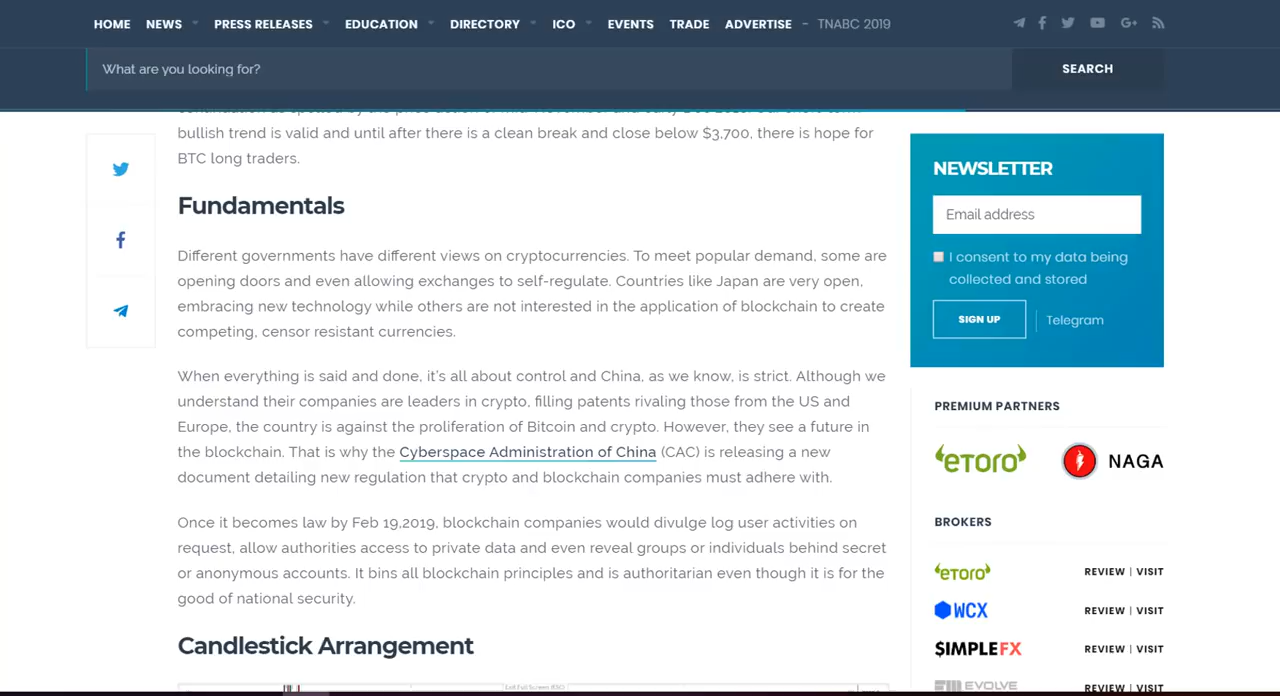 HOME NEWS PRESS RELEASES EDUCATION DIRECTORY ICO EVENTS TRADE ADVERTISE - TNABC 2019
What are you looking for?
SEARCH
bullish trend is valid and until after there is a clean break and close below $3,700, there is hope for
BTC long traders.
Fundamentals
Different governments have different views on cryptocurrencies. To meet popular demand, some are
opening doors and even allowing exchanges to self-regulate. Countries like Japan are very open,
embracing new technology while others are not interested in the application of blockchain to create
competing, censor resistant currencies.
When everything is said and done, it's all about control and China, as we know, is strict. Although we
understand their companies are leaders in crypto, filling patents rivaling those from the US and
Europe, the country is against the proliferation of Bitcoin and crypto. However, they see a future in
the blockchain. That is why the Cyberspace Administration of China (CAC) is releasing a new
document detailing new regulation that crypto and blockchain companies must adhere with.
Once it becomes law by Feb 19,2019, blockchain companies would divulge log user activities on
request, allow authorities access to private data and even reveal groups or individuals behind secret
or anonymous accounts. It bins all blockchain principles and is authoritarian even though it is for the
good of national security.
Candlestick Arrangement
NEWSLETTER
Email address
I consent to my data being
collected and stored
SIGN UP
Telegram
PREMIUM PARTNERS
eToro
NAGA
BROKERS
eToro REVIEW | VISIT
WCX REVIEW | VISIT
$IMPLEFX REVIEW | VISIT
EVOLVE REVIEW | VISIT